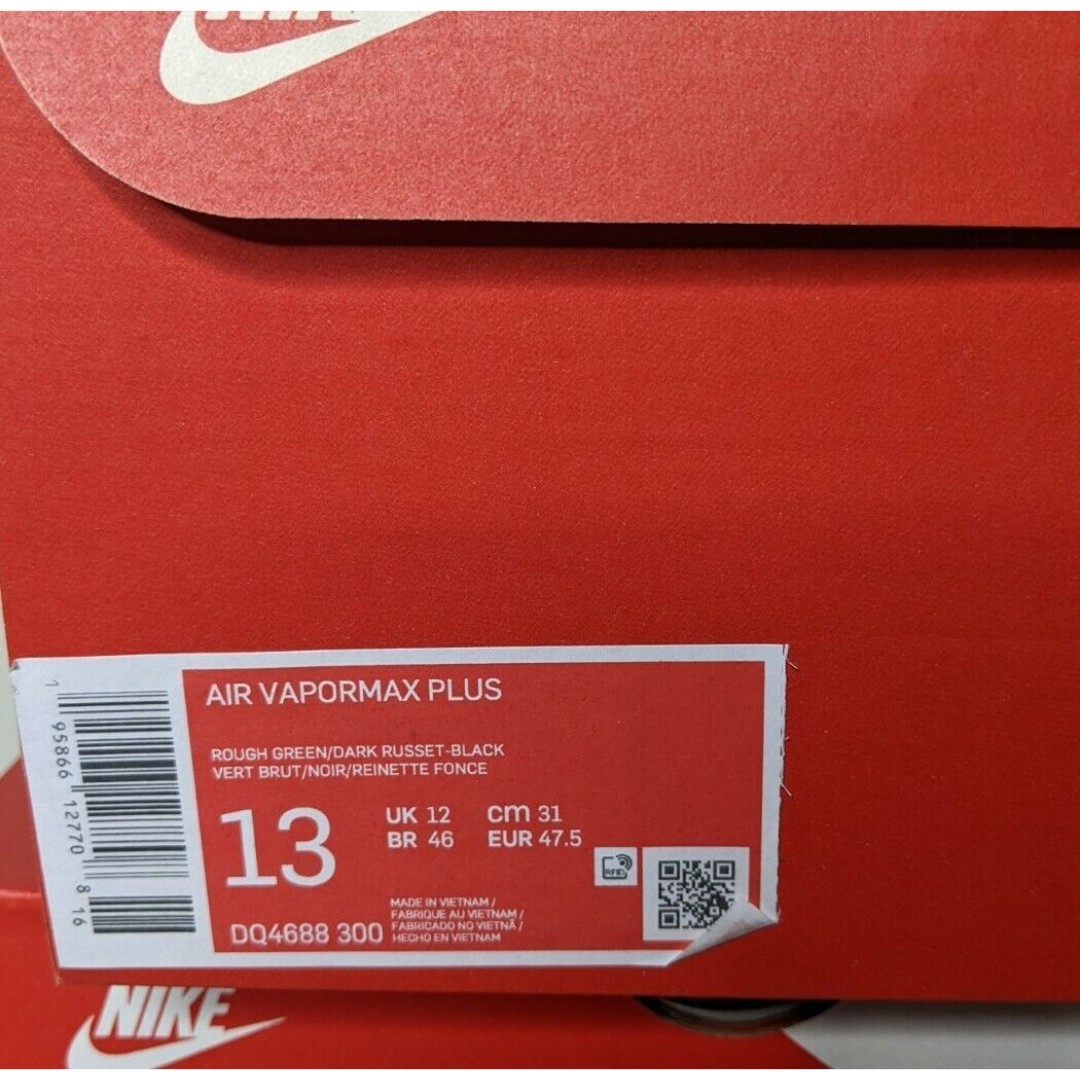 NIKE
AIR VAPORMAX PLUS
ROUGH GREEN/DARK RUSSET-BLACK
VERT BRUT/NOIR/REINETTE FONCE
13
UK 12 cm 31
BR 46 EUR 47.5
RFID
MADE IN VIETNAM /
FABRIQUE AU VIETNAM /
FABRICADO NO VIETNÃ /
HECHO EN VIETNAM
DQ4688 300
1 95866 12770 8 16
NIKE